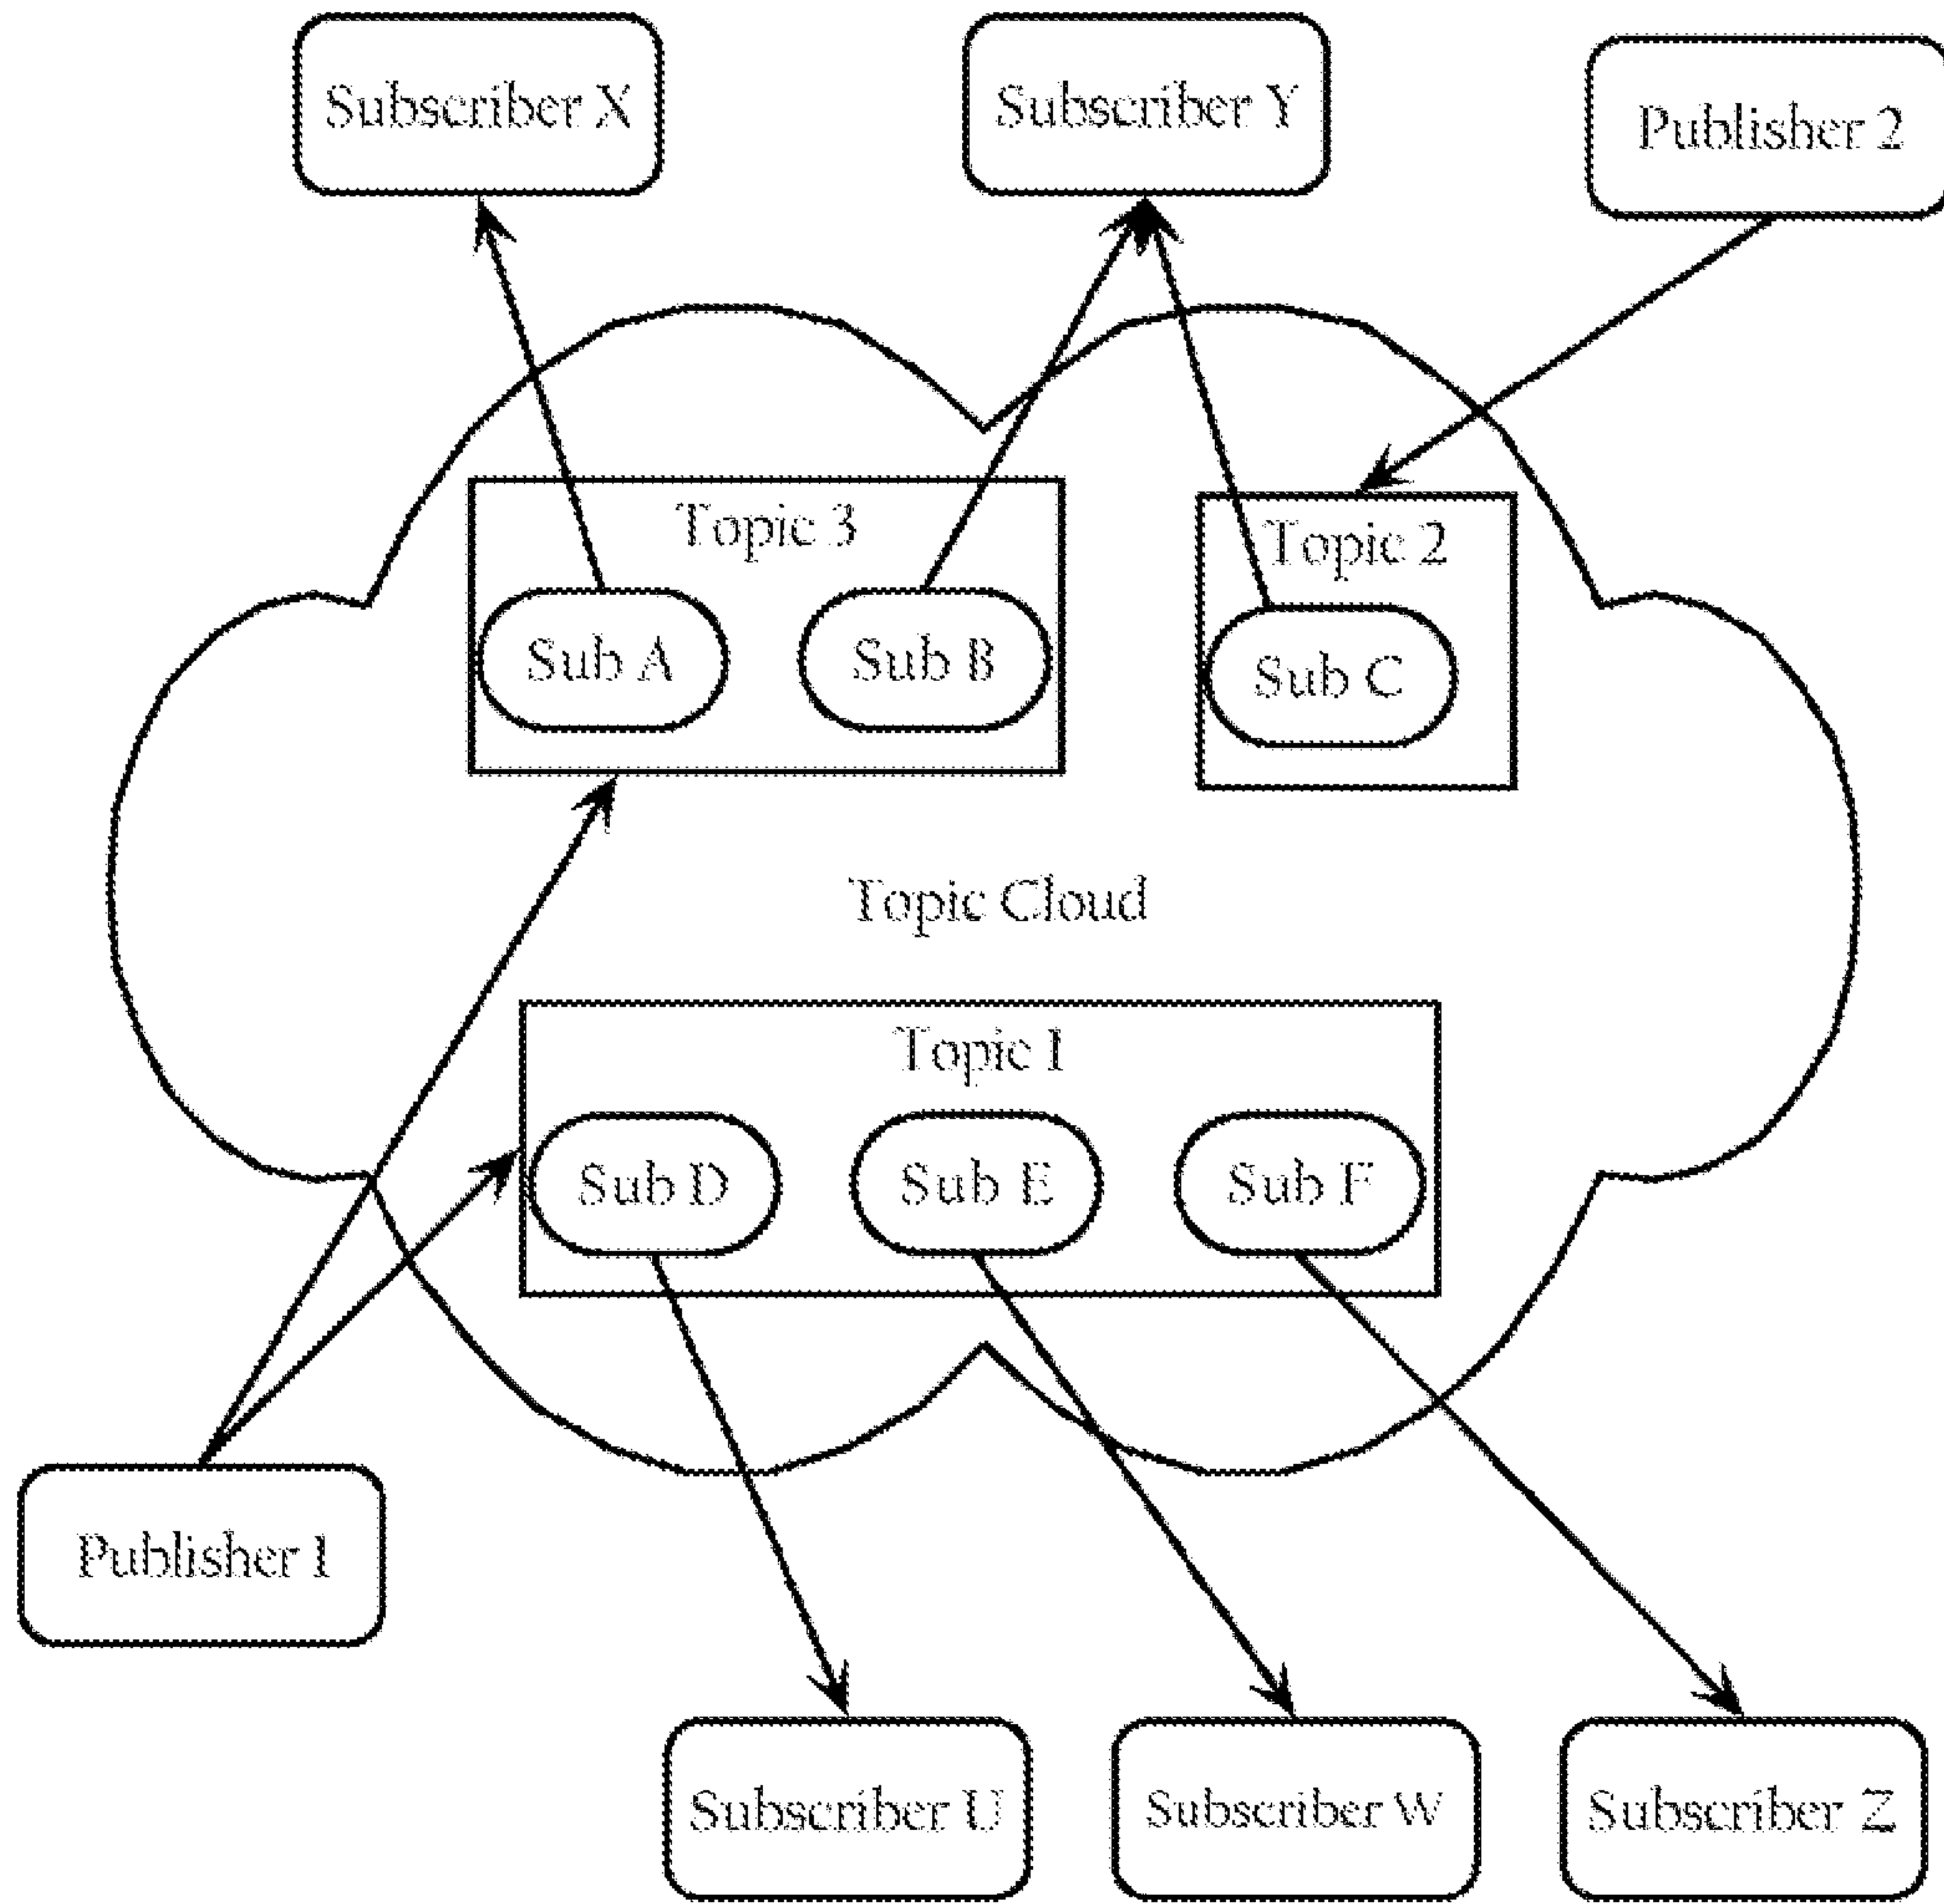 Subscriber X
Subscriber Y
Publisher 2
Topic 3
Topic 2
Sub A
Sub B
Sub C
Topic Cloud
Topic 1
Sub D
Sub E
Sub F
Publisher 1
Subscriber U
Subscriber W
Subscriber Z